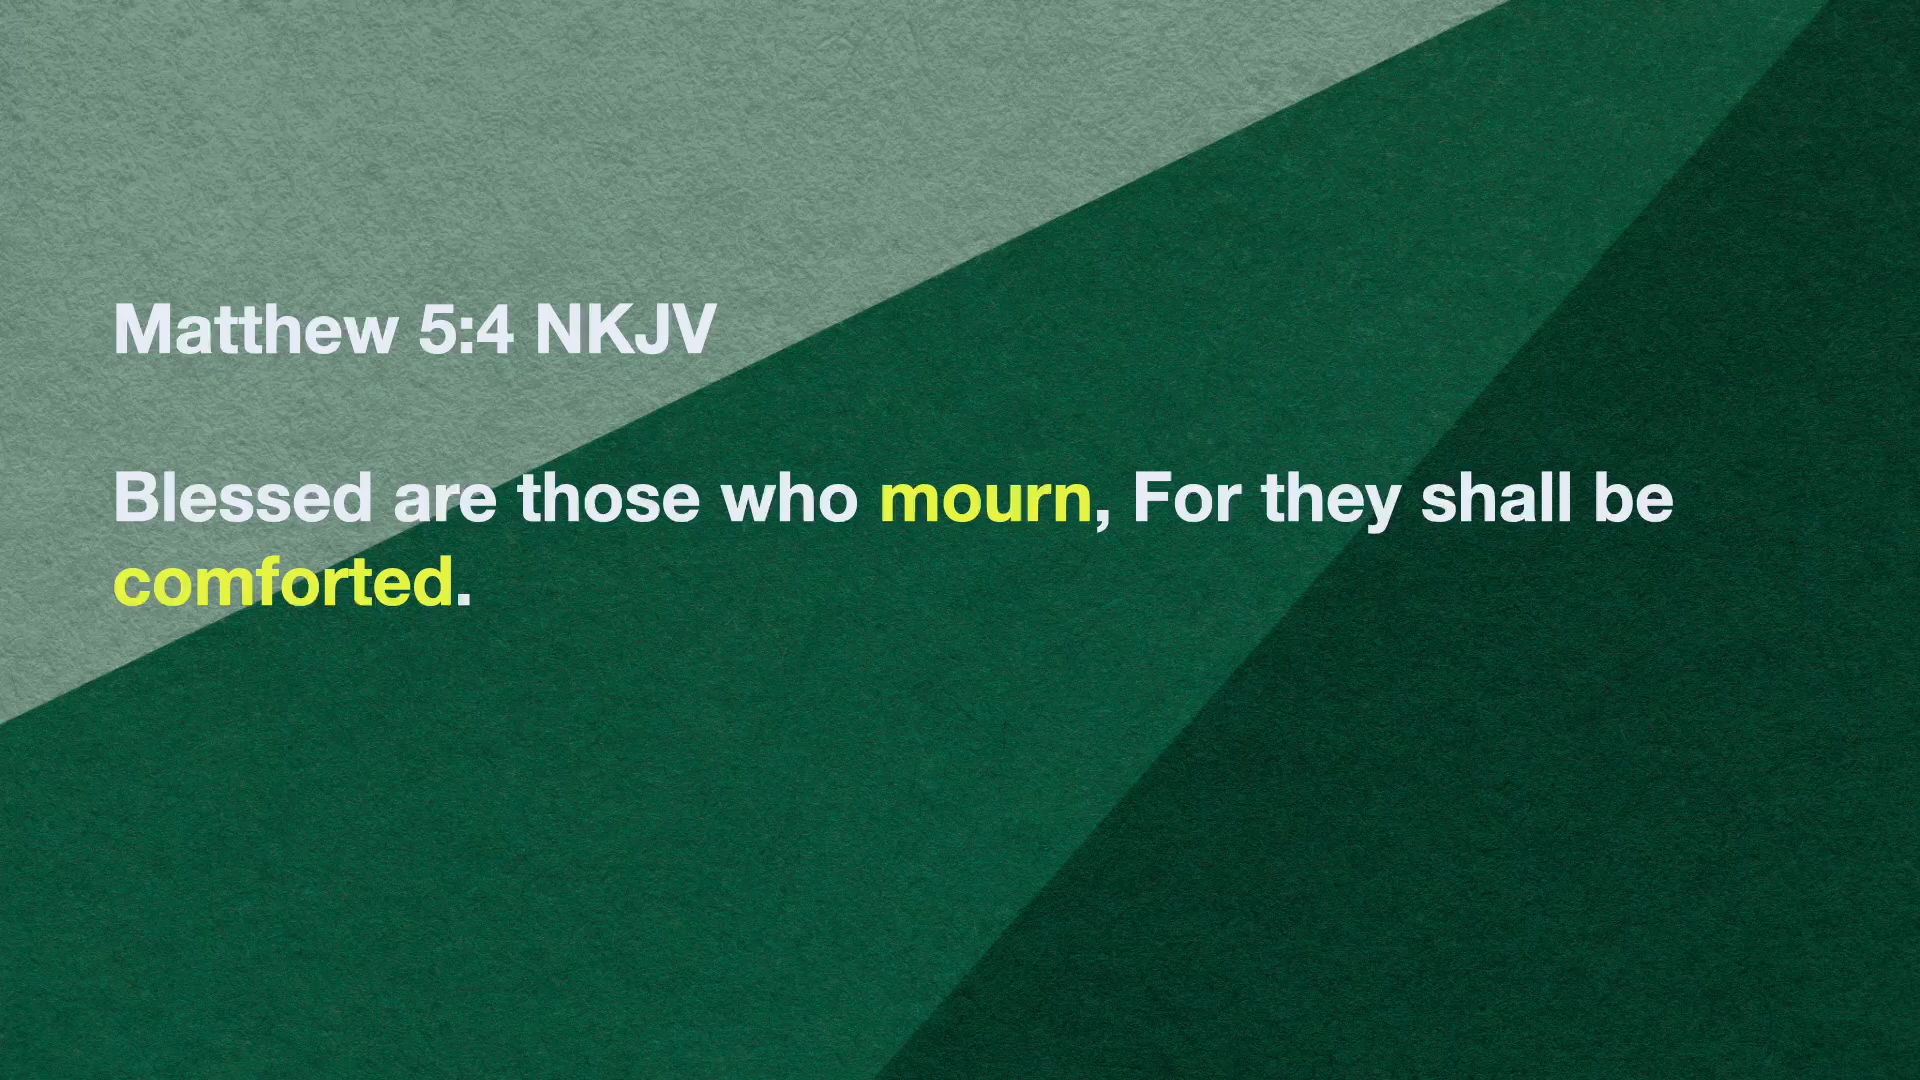 Matthew 5:4 NKJV
Blessed are those who mourn, For they shall be
comforted.